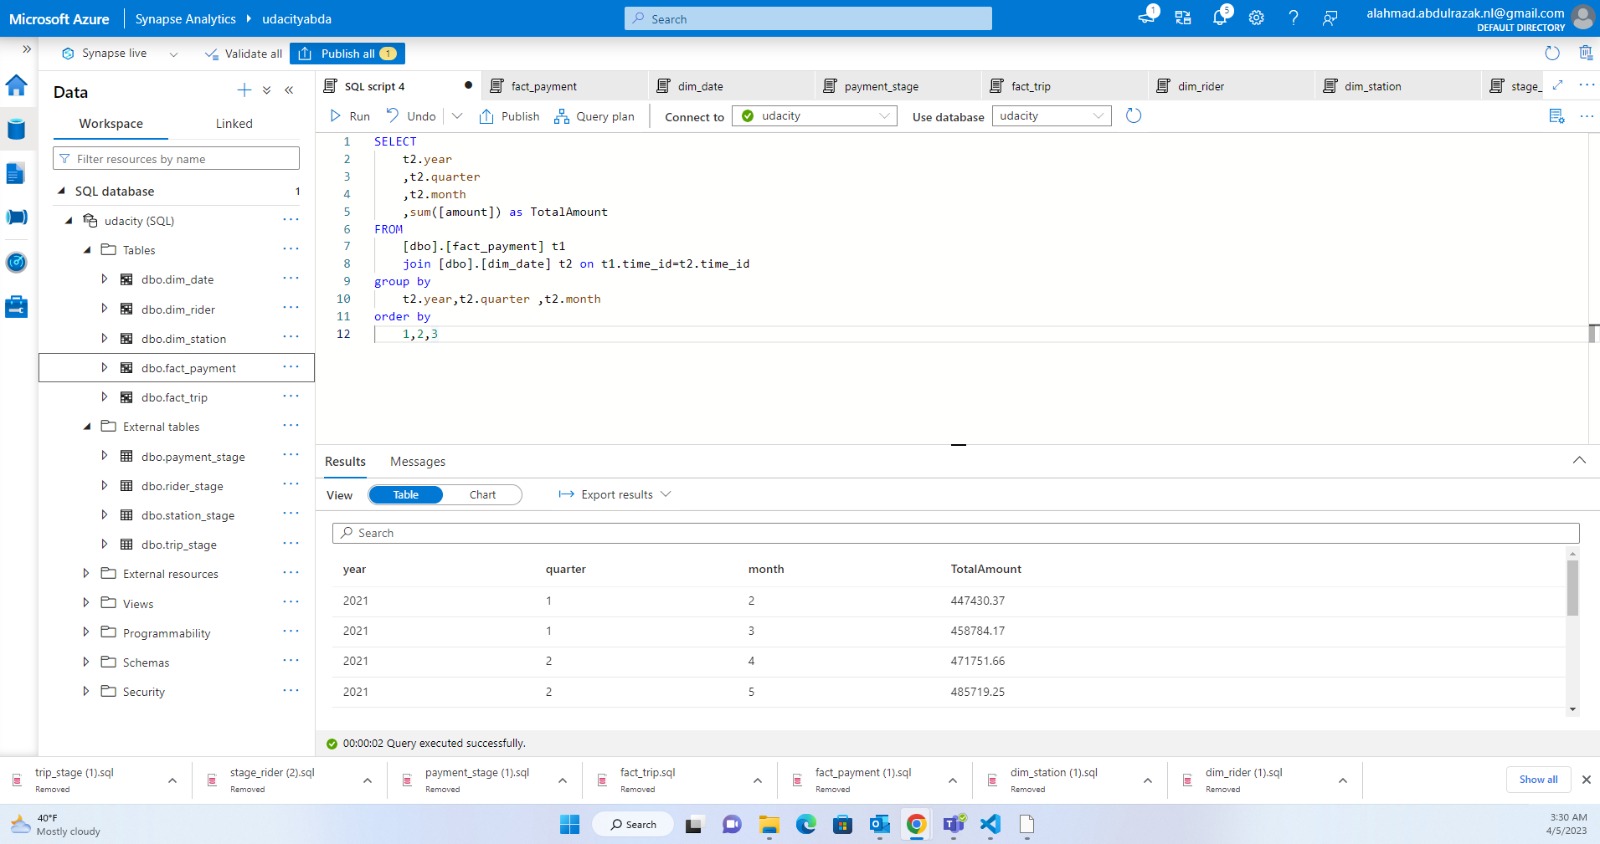 Microsoft Azure
Synapse Analytics
udacityabda
Search
1
5
alahmad.abdulrazak.nl@gmail.com
DEFAULT DIRECTORY
Synapse live
Validate all
Publish all 1
Data
Workspace
Linked
Filter resources by name
SQL database
1
udacity (SQL)
Tables
dbo.dim_date
dbo.dim_rider
dbo.dim_station
dbo.fact_payment
dbo.fact_trip
External tables
dbo.payment_stage
dbo.rider_stage
dbo.station_stage
dbo.trip_stage
External resources
Views
Programmability
Schemas
Security
SQL script 4
fact_payment
dim_date
payment_stage
fact_trip
dim_rider
dim_station
stage_
Run
Undo
Publish
Query plan
Connect to
udacity
Use database
udacity
1 SELECT
2 t2.year
3 ,t2.quarter
4 ,t2.month
5 ,sum([amount]) as TotalAmount
6 FROM
7 [dbo].[fact_payment] t1
8 join [dbo].[dim_date] t2 on t1.time_id=t2.time_id
9 group by
10 t2.year,t2.quarter ,t2.month
11 order by
12 1,2,3
Results
Messages
View
Table
Chart
Export results
Search
year quarter month TotalAmount
2021 1 2 447430.37
2021 1 3 458784.17
2021 2 4 471751.66
2021 2 5 485719.25
00:00:02 Query executed successfully.
trip_stage (1).sql
Removed
stage_rider (2).sql
Removed
payment_stage (1).sql
Removed
fact_trip.sql
Removed
fact_payment (1).sql
Removed
dim_station (1).sql
Removed
dim_rider (1).sql
Removed
Show all
40°F
Mostly cloudy
Search
3:30 AM
4/5/2023